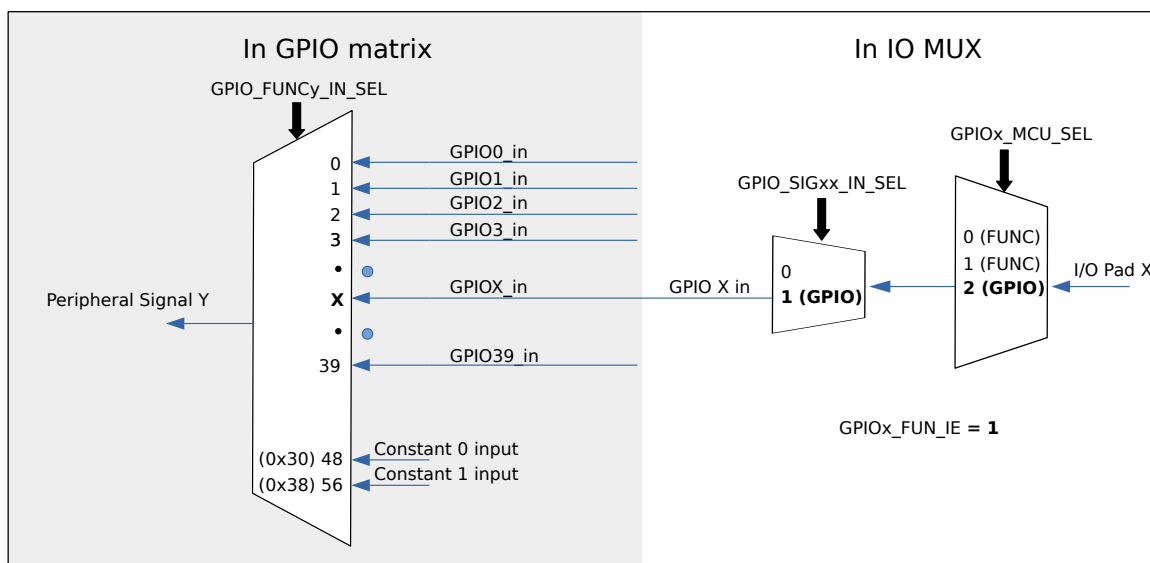 In GPIO matrix
In IO MUX
GPIO_FUNCy_IN_SEL
GPIOx_MCU_SEL
GPIO_SIGxx_IN_SEL
0
GPIO0_in
1
GPIO1_in
2
GPIO2_in
3
GPIO3_in
X
GPIOX_in
39
GPIO39_in
(0x30) 48
Constant 0 input
(0x38) 56
Constant 1 input
Peripheral Signal Y
GPIO X in
0
1 (GPIO)
0 (FUNC)
1 (FUNC)
2 (GPIO)
I/O Pad X
GPIOx_FUN_IE = 1